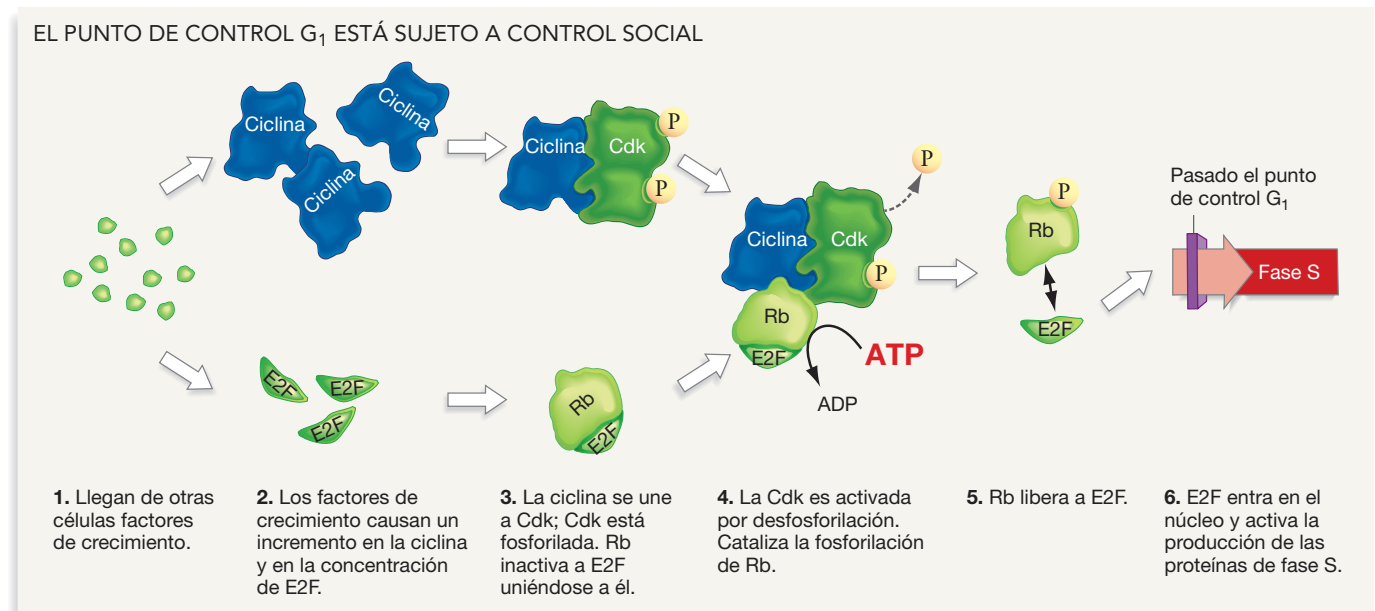 EL PUNTO DE CONTROL G1 ESTÁ SUJETO A CONTROL SOCIAL
Ciclina
Ciclina
Ciclina
Ciclina
Cdk
P
P
Ciclina
Cdk
P
P
Rb
E2F
ATP
ADP
P
Rb
E2F
Pasado el punto
de control G1
Fase S
E2F
E2F
E2F
Rb
E2F
1. Llegan de otras
células factores
de crecimiento.
2. Los factores de
crecimiento causan un
incremento en la ciclina
y en la concentración
de E2F.
3. La ciclina se une
a Cdk; Cdk está
fosforilada. Rb
inactiva a E2F
uniéndose a él.
4. La Cdk es activada
por desfosforilación.
Cataliza la fosforilación
de Rb.
5. Rb libera a E2F.
6. E2F entra en el
núcleo y activa la
producción de las
proteínas de fase S.